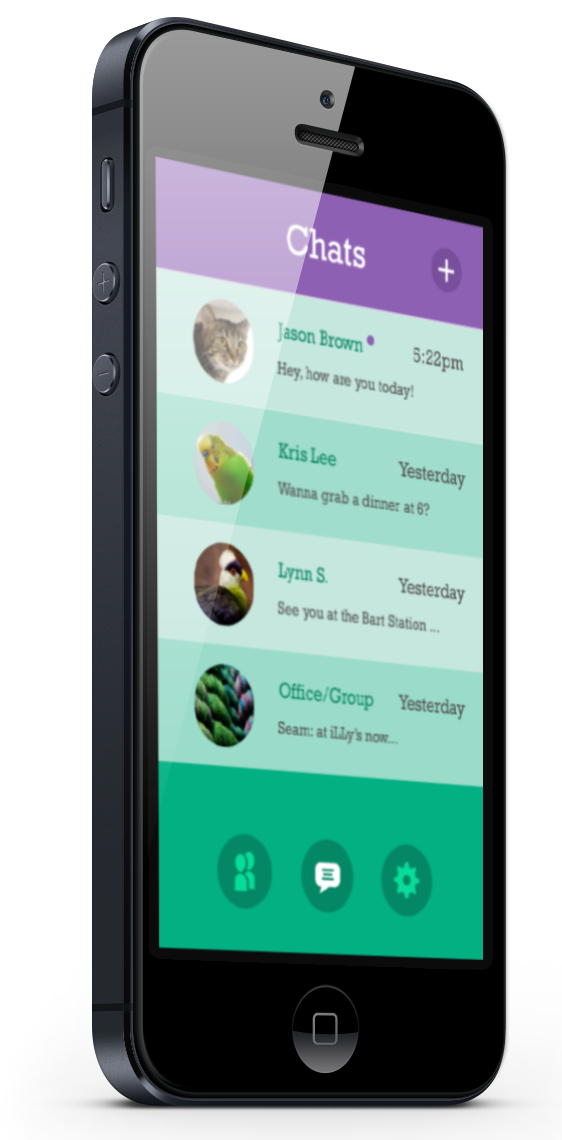 Chats
+
Jason Brown
5:22pm
Hey, how are you today!
Kris Lee
Yesterday
Wanna grab a dinner at 6?
Lynn S.
Yesterday
See you at the Bart Station ...
Office/Group
Yesterday
Seam: at iLLy's now...